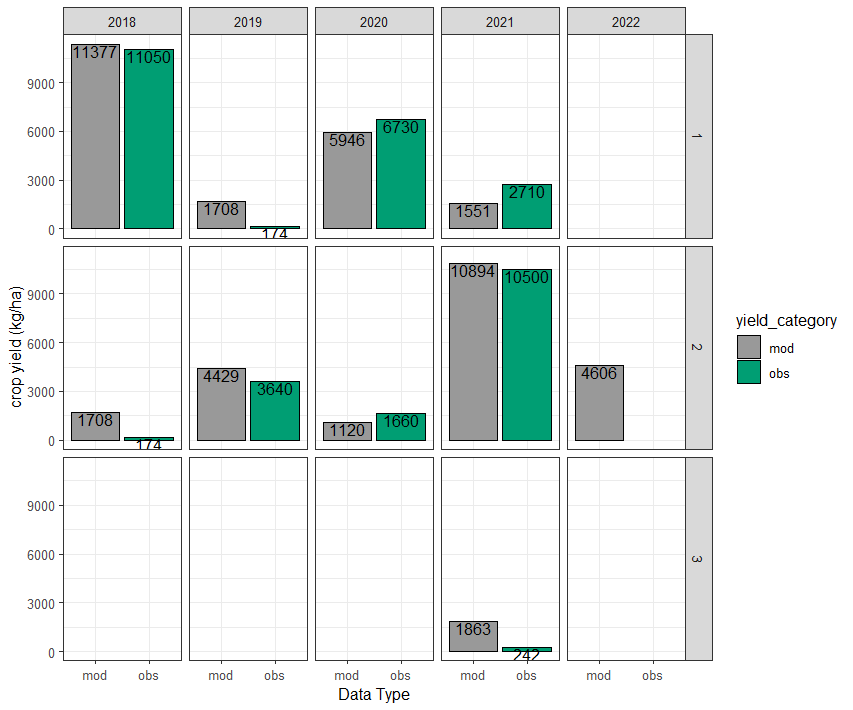 2018 2019 2020 2021 2022
11377 11050
9000
6730
6000 5946
3000 2710
1708 1551
0 174
1
9000 10894 10500
6000
4606
4429
3000 3640
1708 1660
1120
0 174
2
9000
6000
3000
1863
0 242
3
mod obs mod obs mod obs mod obs mod obs
Data Type
crop yield (kg/ha)
yield_category
mod
obs